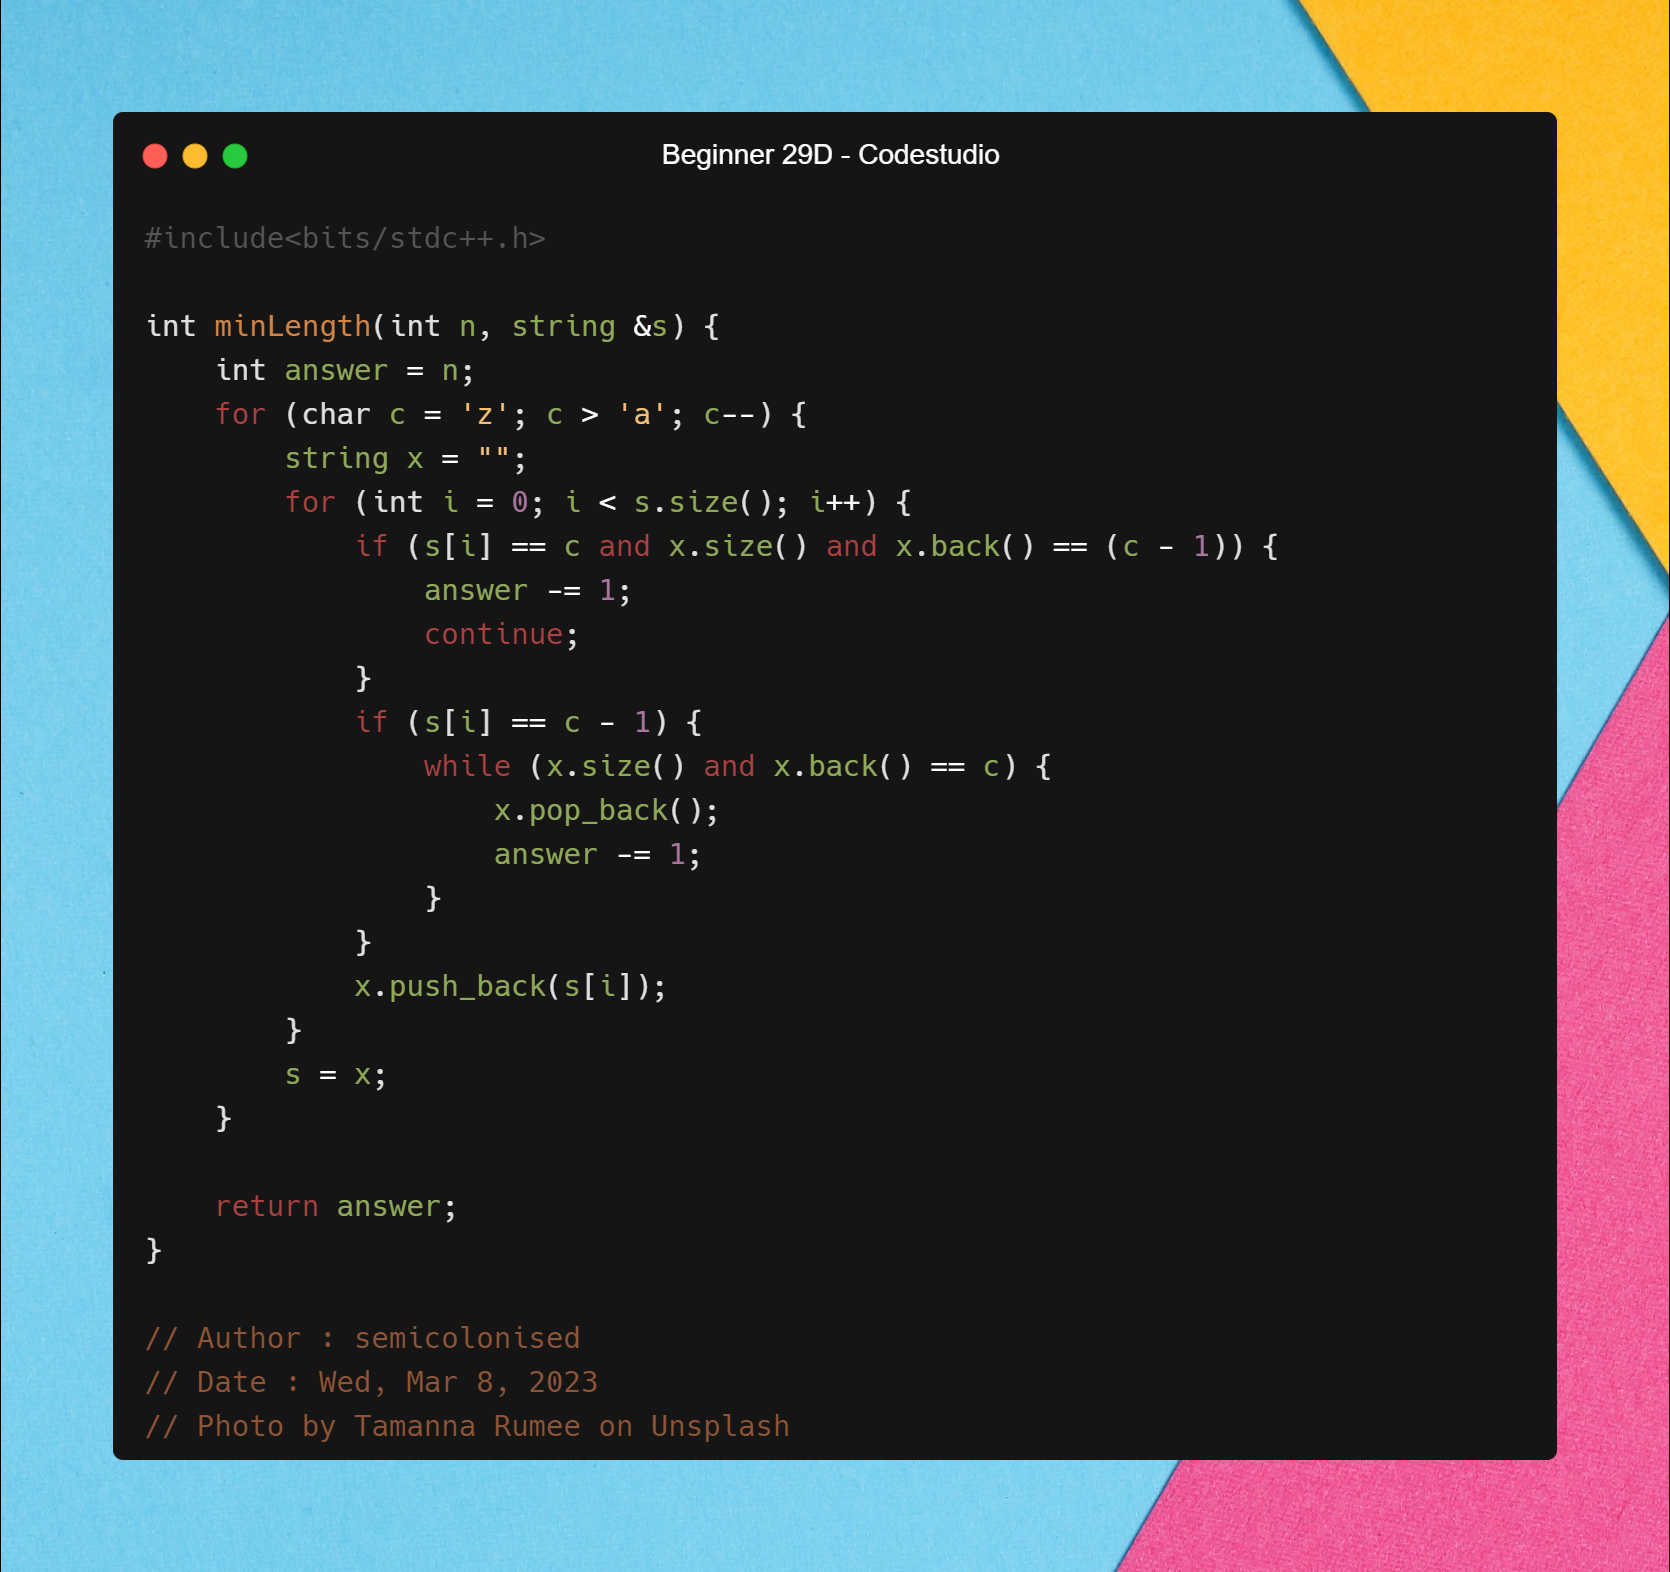 Beginner 29D - Codestudio
#include<bits/stdc++.h>
int minLength(int n, string &s) {
    int answer = n;
    for (char c = 'z'; c > 'a'; c--) {
        string x = "";
        for (int i = 0; i < s.size(); i++) {
            if (s[i] == c and x.size() and x.back() == (c - 1)) {
                answer -= 1;
                continue;
            }
            if (s[i] == c - 1) {
                while (x.size() and x.back() == c) {
                    x.pop_back();
                    answer -= 1;
                }
            }
            x.push_back(s[i]);
        }
        s = x;
    }
    return answer;
}
// Author : semicolonised
// Date : Wed, Mar 8, 2023
// Photo by Tamanna Rumee on Unsplash